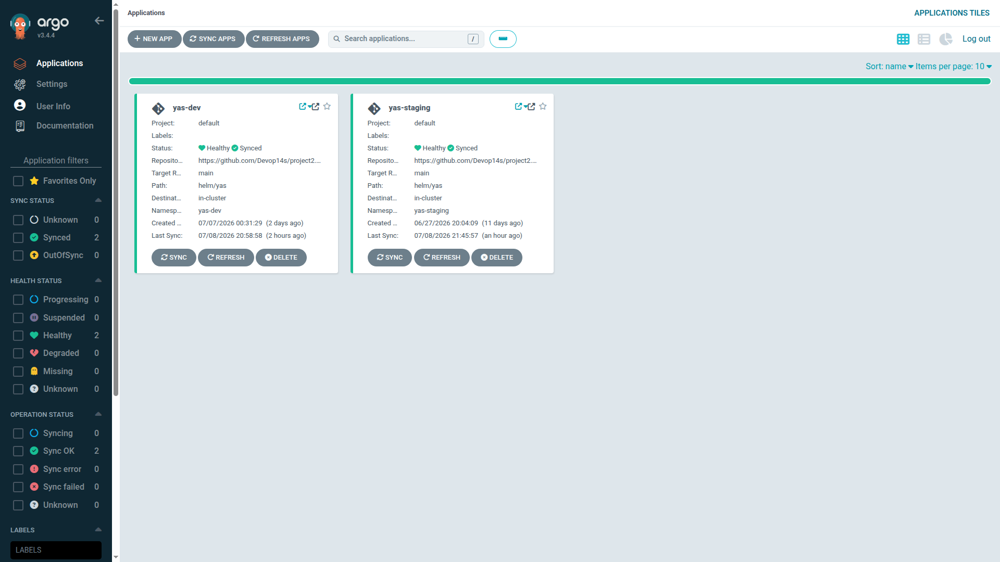 argo
v3.4.4
Applications
Settings
User Info
Documentation
Application filters
Favorites Only
SYNC STATUS
Unknown 0
Synced 2
OutOfSync 0
HEALTH STATUS
Progressing 0
Suspended 0
Healthy 2
Degraded 0
Missing 0
Unknown 0
OPERATION STATUS
Syncing 0
Sync OK 2
Sync error 0
Sync failed 0
Unknown 0
LABELS
LABELS
Applications
APPLICATIONS TILES
+ NEW APP SYNC APPS REFRESH APPS Search applications... / Log out
Sort: name Items per page: 10
yas-dev
Project: default
Labels:
Status: Healthy Synced
Reposito... https://github.com/Devop14s/project2....
Target R... main
Path: helm/yas
Destinat... in-cluster
Namesp... yas-dev
Created ... 07/07/2026 00:31:29 (2 days ago)
Last Sync: 07/08/2026 20:58:58 (2 hours ago)
SYNC REFRESH DELETE
yas-staging
Project: default
Labels:
Status: Healthy Synced
Reposito... https://github.com/Devop14s/project2....
Target R... main
Path: helm/yas
Destinat... in-cluster
Namesp... yas-staging
Created ... 06/27/2026 20:04:09 (11 days ago)
Last Sync: 07/08/2026 21:45:57 (an hour ago)
SYNC REFRESH DELETE